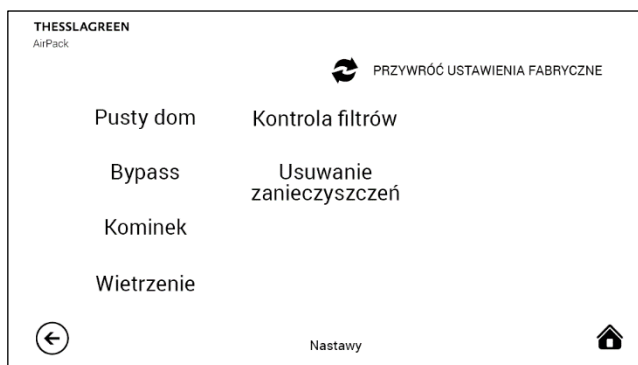 THESSLAGREEN
AirPack
PRZYWRÓĆ USTAWIENIA FABRYCZNE
Pusty dom
Kontrola filtrów
Bypass
Usuwanie
zanieczyszczeń
Kominek
Wietrzenie
Nastawy